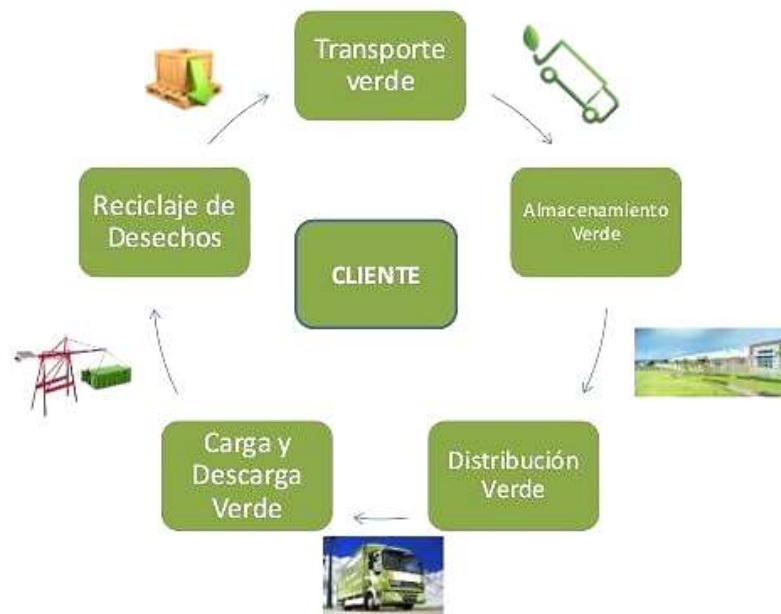 Transporte
verde
Almacenamiento
Verde
Distribución
Verde
Carga y
Descarga
Verde
Reciclaje de
Desechos
CLIENTE